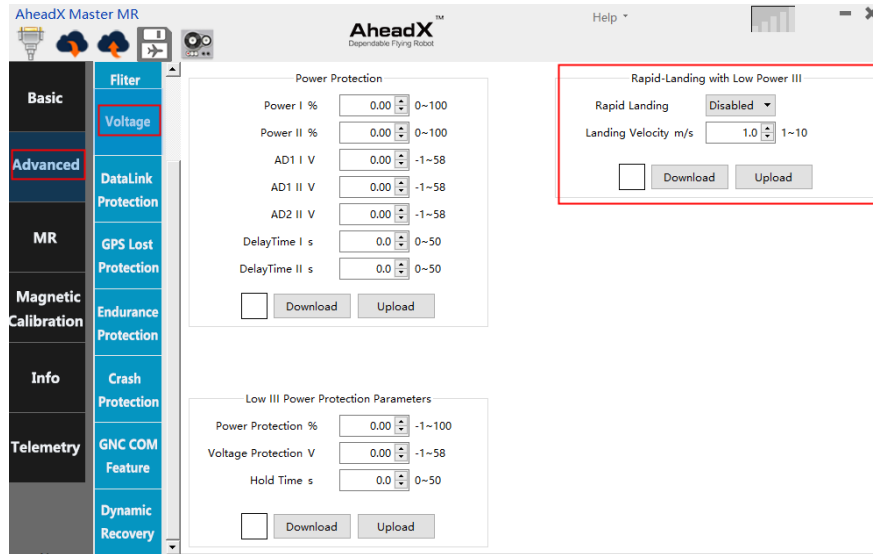 AheadX Master MR
AheadX™
Dependable Flying Robot
Help
Basic
Advanced
MR
Magnetic
Calibration
Info
Telemetry
Fliter
Voltage
DataLink
Protection
GPS Lost
Protection
Endurance
Protection
Crash
Protection
GNC COM
Feature
Dynamic
Recovery
Power Protection
Power I % 0.00 0~100
Power II % 0.00 0~100
AD1 I V 0.00 -1~58
AD1 II V 0.00 -1~58
AD2 II V 0.00 -1~58
DelayTime I s 0.0 0~50
DelayTime II s 0.0 0~50
Download Upload
Low III Power Protection Parameters
Power Protection % 0.00 -1~100
Voltage Protection V 0.00 -1~58
Hold Time s 0.0 0~50
Download Upload
Rapid-Landing with Low Power III
Rapid Landing Disabled
Landing Velocity m/s 1.0 1~10
Download Upload